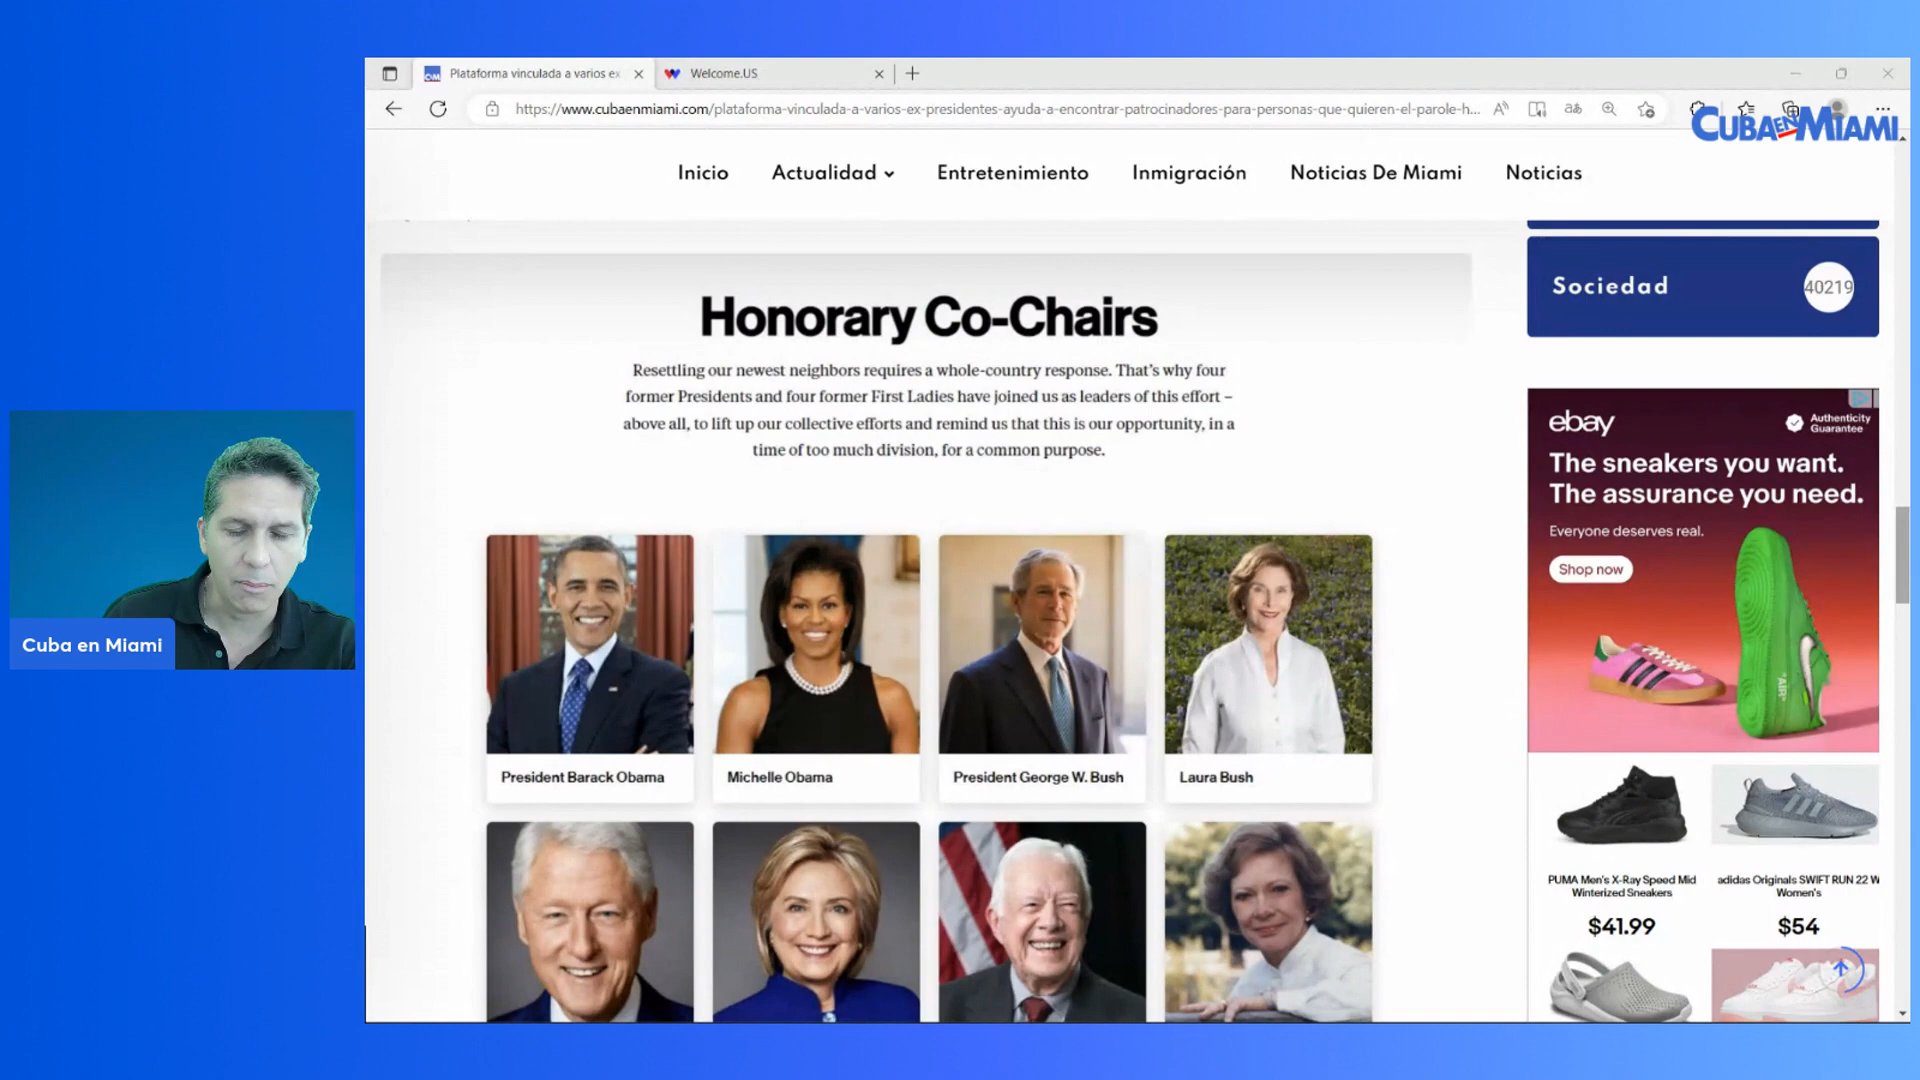 Plataforma vinculada a varios ex
Welcome.US
https://www.cubaenmiami.com/plataforma-vinculada-a-varios-ex-presidentes-ayuda-a-encontrar-patrocinadores-para-personas-que-quieren-el-parole-h...
CUBA EN MIAMI
Inicio
Actualidad
Entretenimiento
Inmigración
Noticias De Miami
Noticias
Honorary Co-Chairs
Resettling our newest neighbors requires a whole-country response. That's why four
former Presidents and four former First Ladies have joined us as leaders of this effort –
above all, to lift up our collective efforts and remind us that this is our opportunity, in a
time of too much division, for a common purpose.
President Barack Obama
Michelle Obama
President George W. Bush
Laura Bush
Sociedad
40219
ebay
Authenticity
Guarantee
The sneakers you want.
The assurance you need.
Everyone deserves real.
Shop now
"AIR"
PUMA Men's X-Ray Speed Mid
Winterized Sneakers
$41.99
adidas Originals SWIFT RUN 22 W
Women's
$54
Cuba en Miami